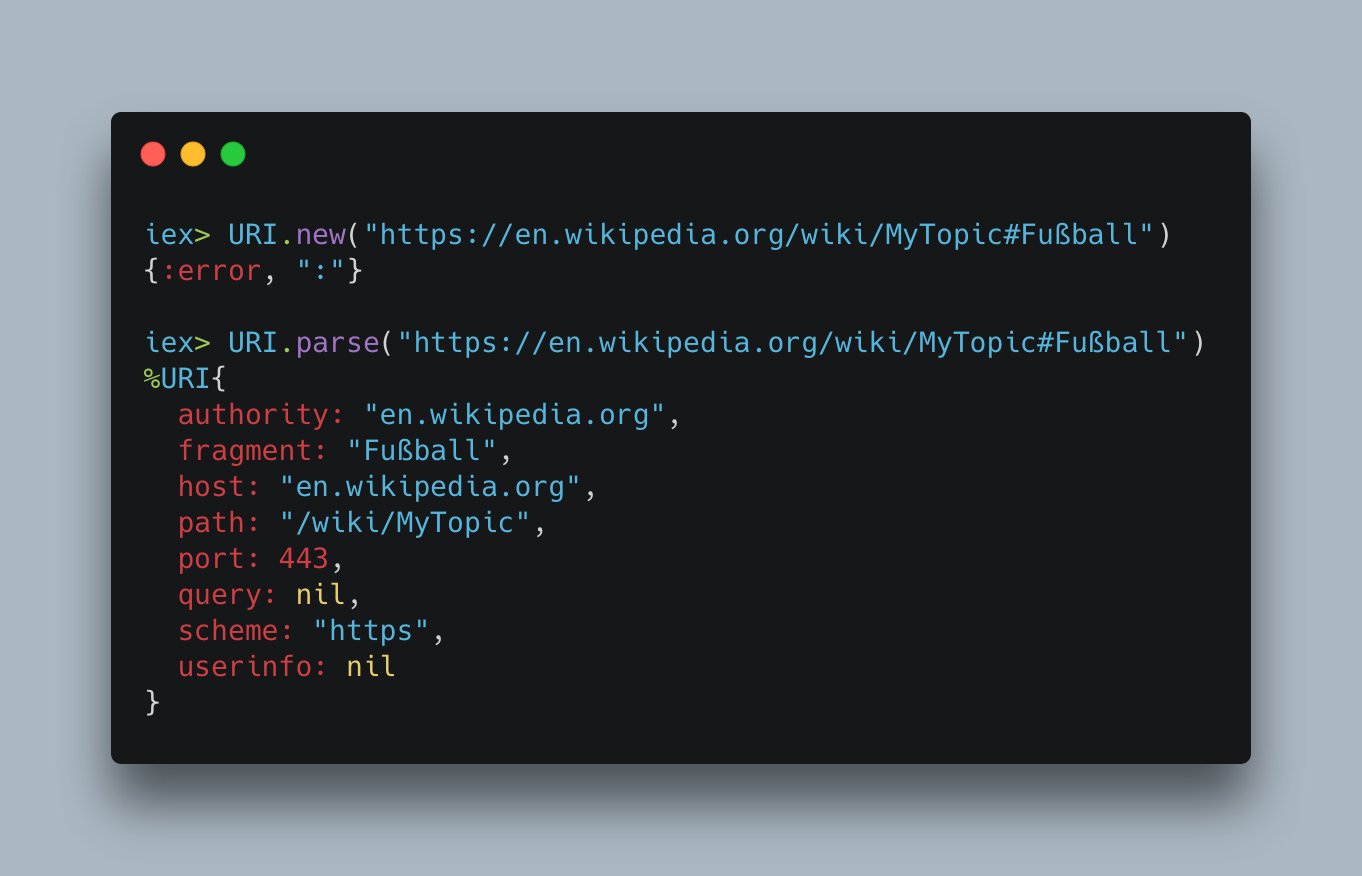 iex> URI.new("https://en.wikipedia.org/wiki/MyTopic#Fußball")
{:error, ":"}
iex> URI.parse("https://en.wikipedia.org/wiki/MyTopic#Fußball")
%URI{
  authority: "en.wikipedia.org",
  fragment: "Fußball",
  host: "en.wikipedia.org",
  path: "/wiki/MyTopic",
  port: 443,
  query: nil,
  scheme: "https",
  userinfo: nil
}